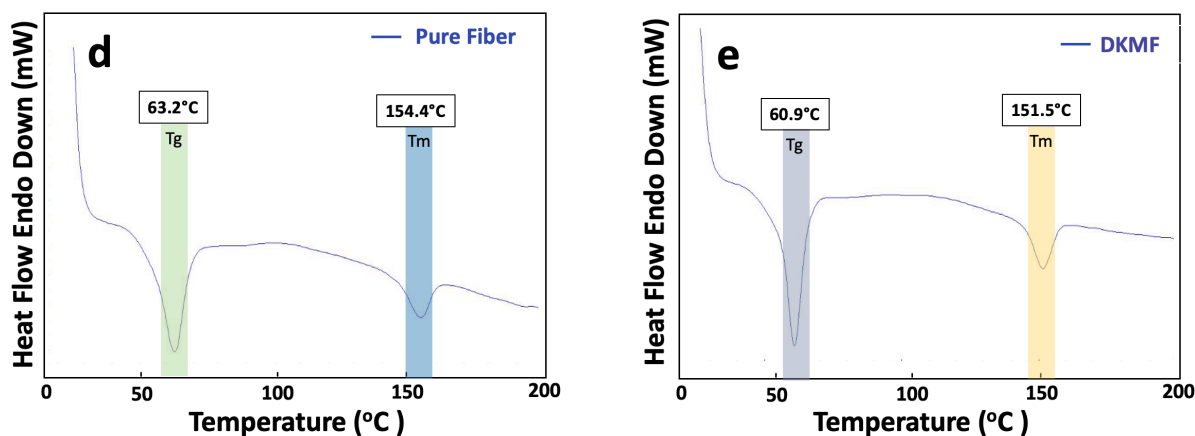 d
Pure Fiber
63.2°C
Tg
154.4°C
Tm
Heat Flow Endo Down (mW)
0 50 100 150 200
Temperature (°C )
e
DKMF
60.9°C
Tg
151.5°C
Tm
Heat Flow Endo Down (mW)
0 50 100 150 200
Temperature (°C )